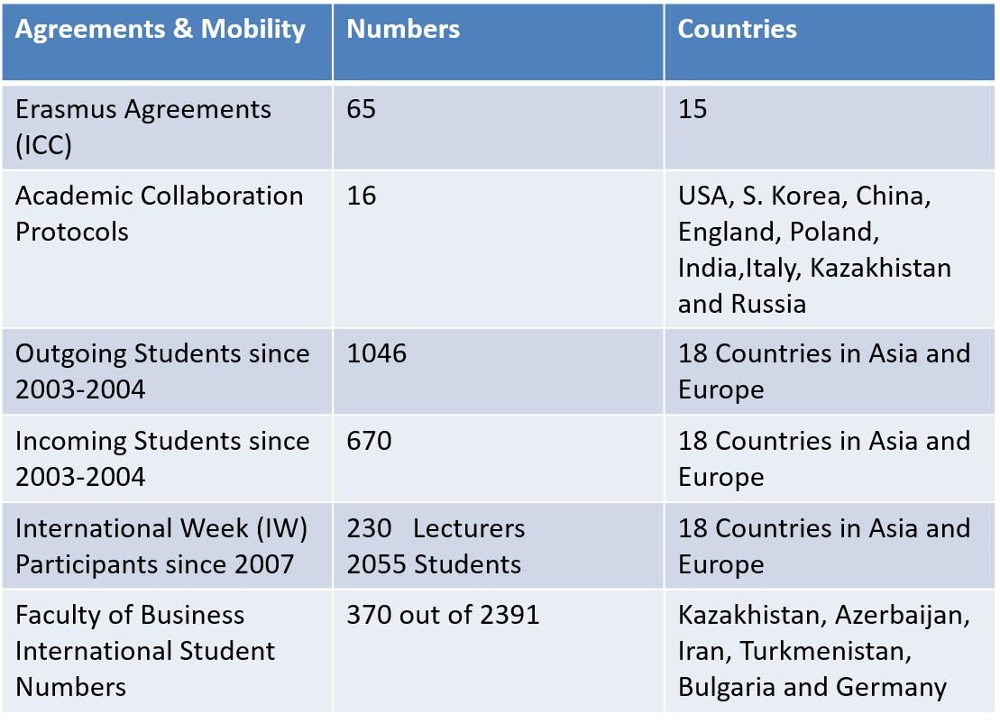 Agreements & Mobility
Numbers
Countries
Erasmus Agreements
(ICC)
65
15
Academic Collaboration
Protocols
16
USA, S. Korea, China,
England, Poland,
India,Italy, Kazakhistan
and Russia
Outgoing Students since
2003-2004
1046
18 Countries in Asia and
Europe
Incoming Students since
2003-2004
670
18 Countries in Asia and
Europe
International Week (IW)
Participants since 2007
230   Lecturers
2055 Students
18 Countries in Asia and
Europe
Faculty of Business
International Student
Numbers
370 out of 2391
Kazakhistan, Azerbaijan,
Iran, Turkmenistan,
Bulgaria and Germany